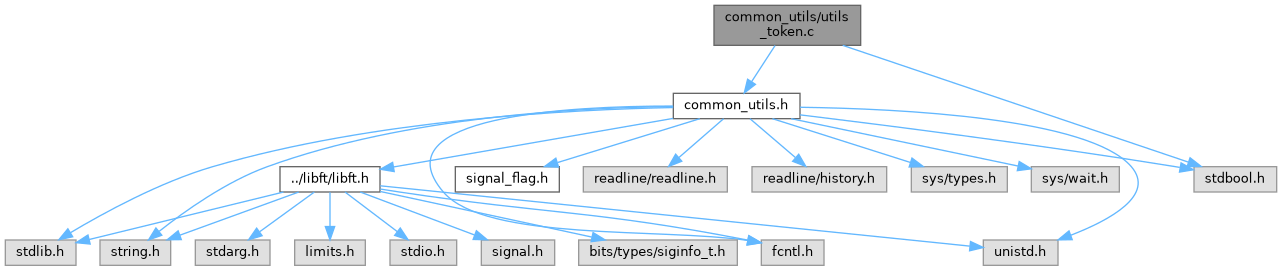 common_utils/utils
_token.c
common_utils.h
../libft/libft.h
signal_flag.h
readline/readline.h
readline/history.h
sys/types.h
sys/wait.h
stdbool.h
stdlib.h
string.h
stdarg.h
limits.h
stdio.h
signal.h
bits/types/siginfo_t.h
fcntl.h
unistd.h